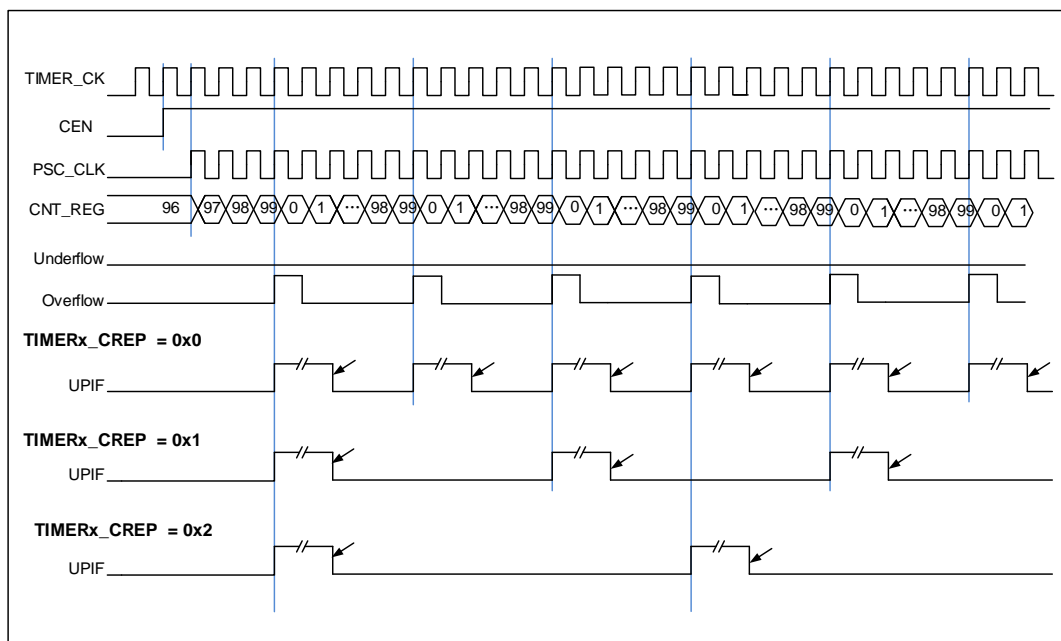 TIMER_CK
CEN
PSC_CLK
CNT_REG 96 97 98 99 0 1 ... 98 99 0 1 ... 98 99 0 1 ... 98 99 0 1 ... 98 99 0 1 ... 98 99 0 1
Underflow
Overflow
TIMERx_CREP = 0x0
UPIF
TIMERx_CREP = 0x1
UPIF
TIMERx_CREP = 0x2
UPIF